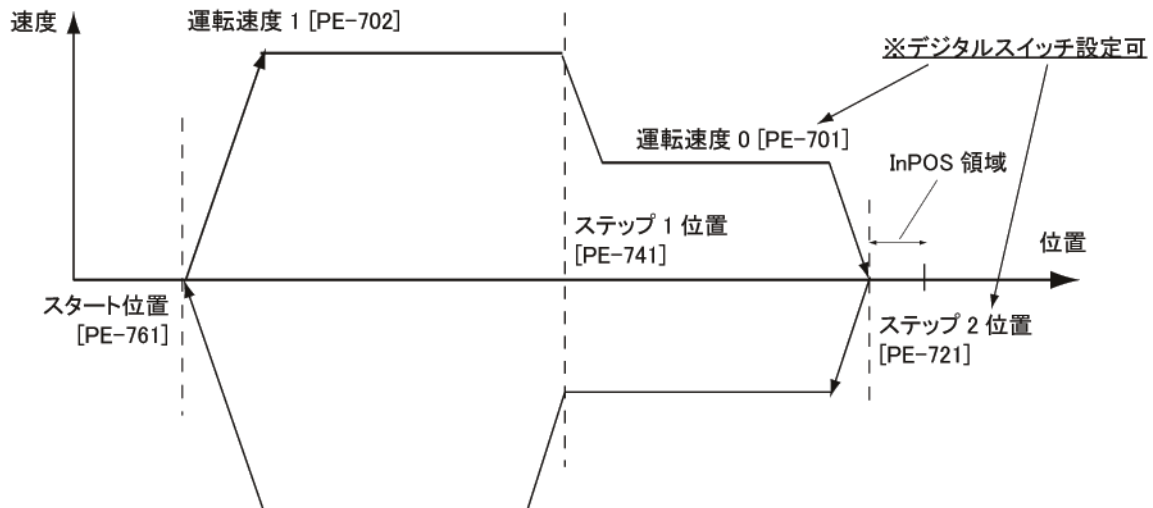 速度
運転速度 1 [PE-702]
※デジタルスイッチ設定可
運転速度 0 [PE-701]
InPOS 領域
ステップ 1 位置
[PE-741]
位置
スタート位置
[PE-761]
ステップ 2 位置
[PE-721]